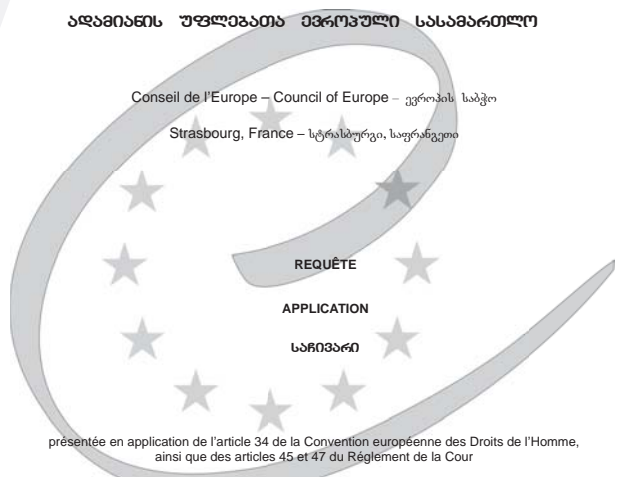 ადამიანის უფლებათა ევროპული სასამართლო
Conseil de l'Europe – Council of Europe – ევროპის საბჭო
Strasbourg, France – სტრასბურგი, საფრანგეთი
REQUÊTE
APPLICATION
საჩივარი
présentée en application de l'article 34 de la Convention européenne des Droits de l'Homme,
ainsi que des articles 45 et 47 du Réglement de la Cour